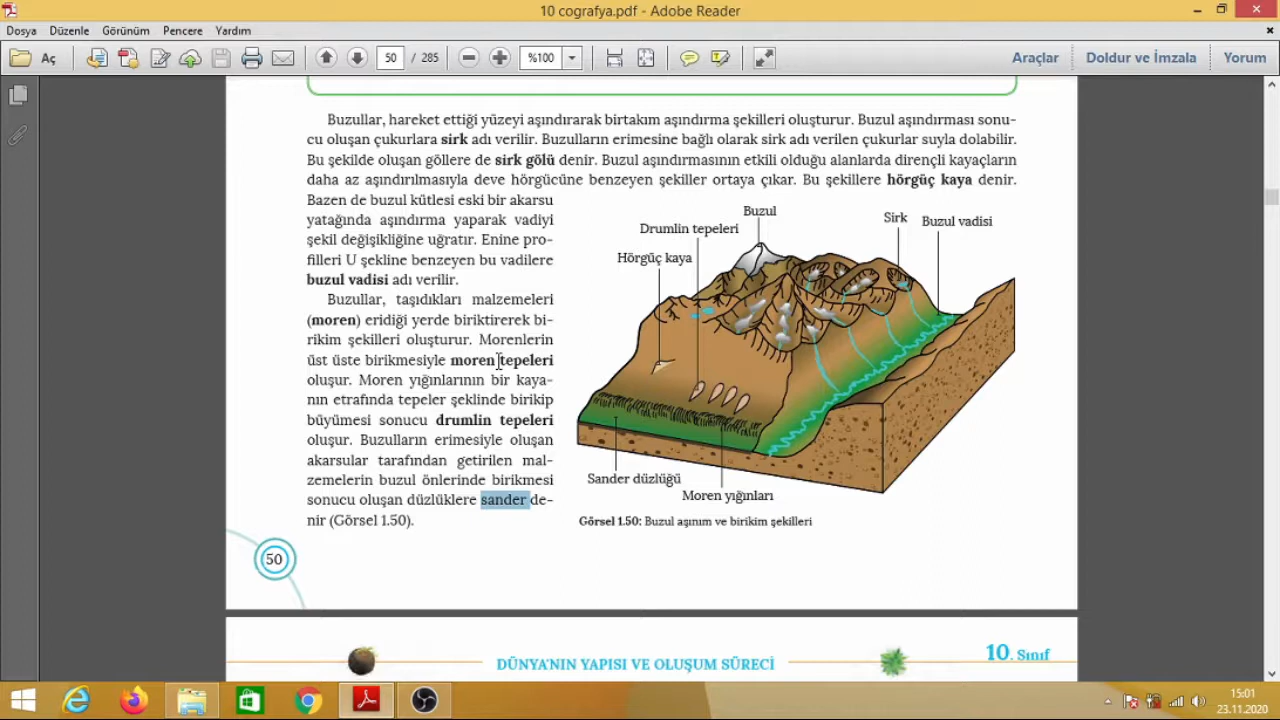 10 cografya.pdf - Adobe Reader
Dosya Düzenle Görünüm Pencere Yardım
Aç 50 / 285 %100 Araçlar Doldur ve İmzala Yorum
Buzullar, hareket ettiği yüzeyi aşındırarak birtakım aşındırma şekilleri oluşturur. Buzul aşındırması sonu-
cu oluşan çukurlara sirk adı verilir. Buzulların erimesine bağlı olarak sirk adı verilen çukurlar suyla dolabilir.
Bu şekilde oluşan göllere de sirk gölü denir. Buzul aşındırmasının etkili olduğu alanlarda dirençli kayaçların
daha az aşındırılmasıyla deve hörgücüne benzeyen şekiller ortaya çıkar. Bu şekillere hörgüç kaya denir.
Bazen de buzul kütlesi eski bir akarsu
yatağında aşındırma yaparak vadiyi
şekil değişikliğine uğratır. Enine pro-
filleri U şekline benzeyen bu vadilere
buzul vadisi adı verilir.
Buzullar, taşıdıkları malzemeleri
(moren) eridiği yerde biriktirerek bi-
rikim şekilleri oluşturur. Morenlerin
üst üste birikmesiyle moren tepeleri
oluşur. Moren yığınlarının bir kaya-
nın etrafında tepeler şeklinde birikip
büyümesi sonucu drumlin tepeleri
oluşur. Buzulların erimesiyle oluşan
akarsular tarafından getirilen mal-
zemelerin buzul önlerinde birikmesi
sonucu oluşan düzlüklere sander de-
nir (Görsel 1.50).
Buzul
Drumlin tepeleri
Sirk
Buzul vadisi
Hörgüç kaya
Sander düzlüğü
Moren yığınları
Görsel 1.50: Buzul aşınım ve birikim şekilleri
50
DÜNYA'NIN YAPISI VE OLUŞUM SÜRECİ
10. Sınıf
15:01
23.11.2020